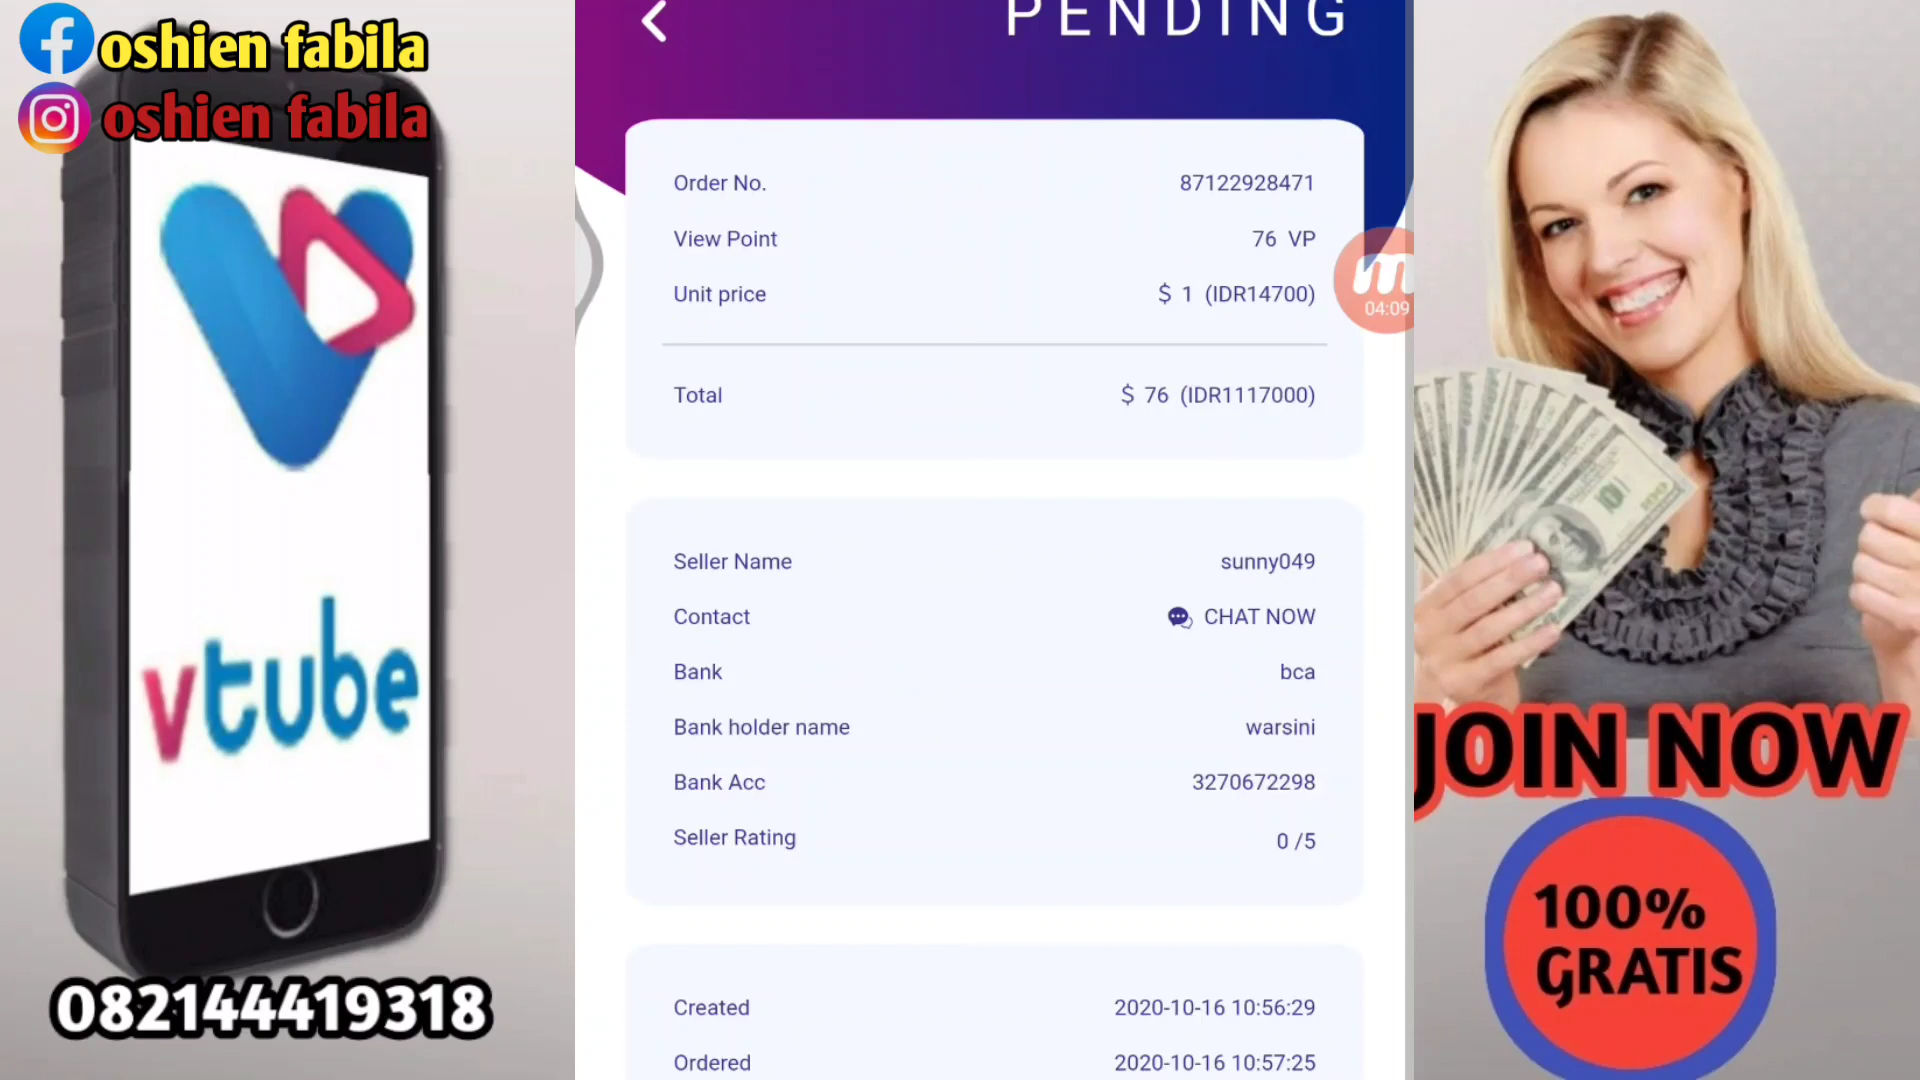 oshien fabila
oshien fabila
vtube
082144419318
PENDING
Order No. 87122928471
View Point 76 VP
Unit price $ 1 (IDR14700)
Total $ 76 (IDR1117000)
04:09
Seller Name sunny049
Contact CHAT NOW
Bank bca
Bank holder name warsini
Bank Acc 3270672298
Seller Rating 0 /5
Created 2020-10-16 10:56:29
Ordered 2020-10-16 10:57:25
JOIN NOW
100%
GRATIS